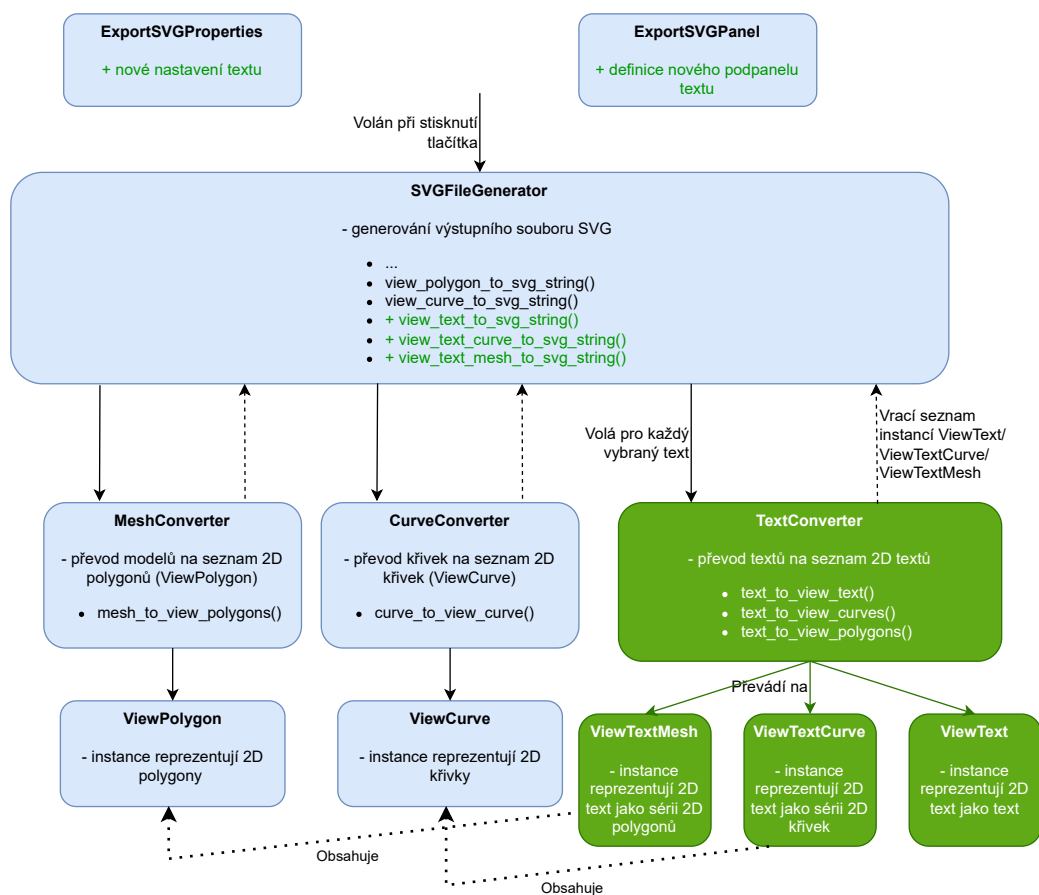 ExportSVGProperties
+ nové nastavení textu
ExportSVGPanel
+ definice nového podpanelu
textu
Volán při stisknutí
tlačítka
SVGFileGenerator
- generování výstupního souboru SVG
...
view_polygon_to_svg_string()
view_curve_to_svg_string()
+ view_text_to_svg_string()
+ view_text_curve_to_svg_string()
+ view_text_mesh_to_svg_string()
Volá pro každý
vybraný text
Vrací seznam
instancí ViewText/
ViewTextCurve/
ViewTextMesh
MeshConverter
- převod modelů na seznam 2D
polygonů (ViewPolygon)
mesh_to_view_polygons()
CurveConverter
- převod křivek na seznam 2D
křivek (ViewCurve)
curve_to_view_curve()
TextConverter
- převod textů na seznam 2D textů
text_to_view_text()
text_to_view_curves()
text_to_view_polygons()
Převádí na
ViewPolygon
- instance reprezentují 2D
polygony
ViewCurve
- instance reprezentují 2D
křivky
ViewTextMesh
- instance
reprezentují 2D
text jako sérii 2D
polygonů
ViewTextCurve
- instance
reprezentují 2D
text jako sérii 2D
křivek
ViewText
- instance
reprezentují 2D
text jako text
Obsahuje
Obsahuje